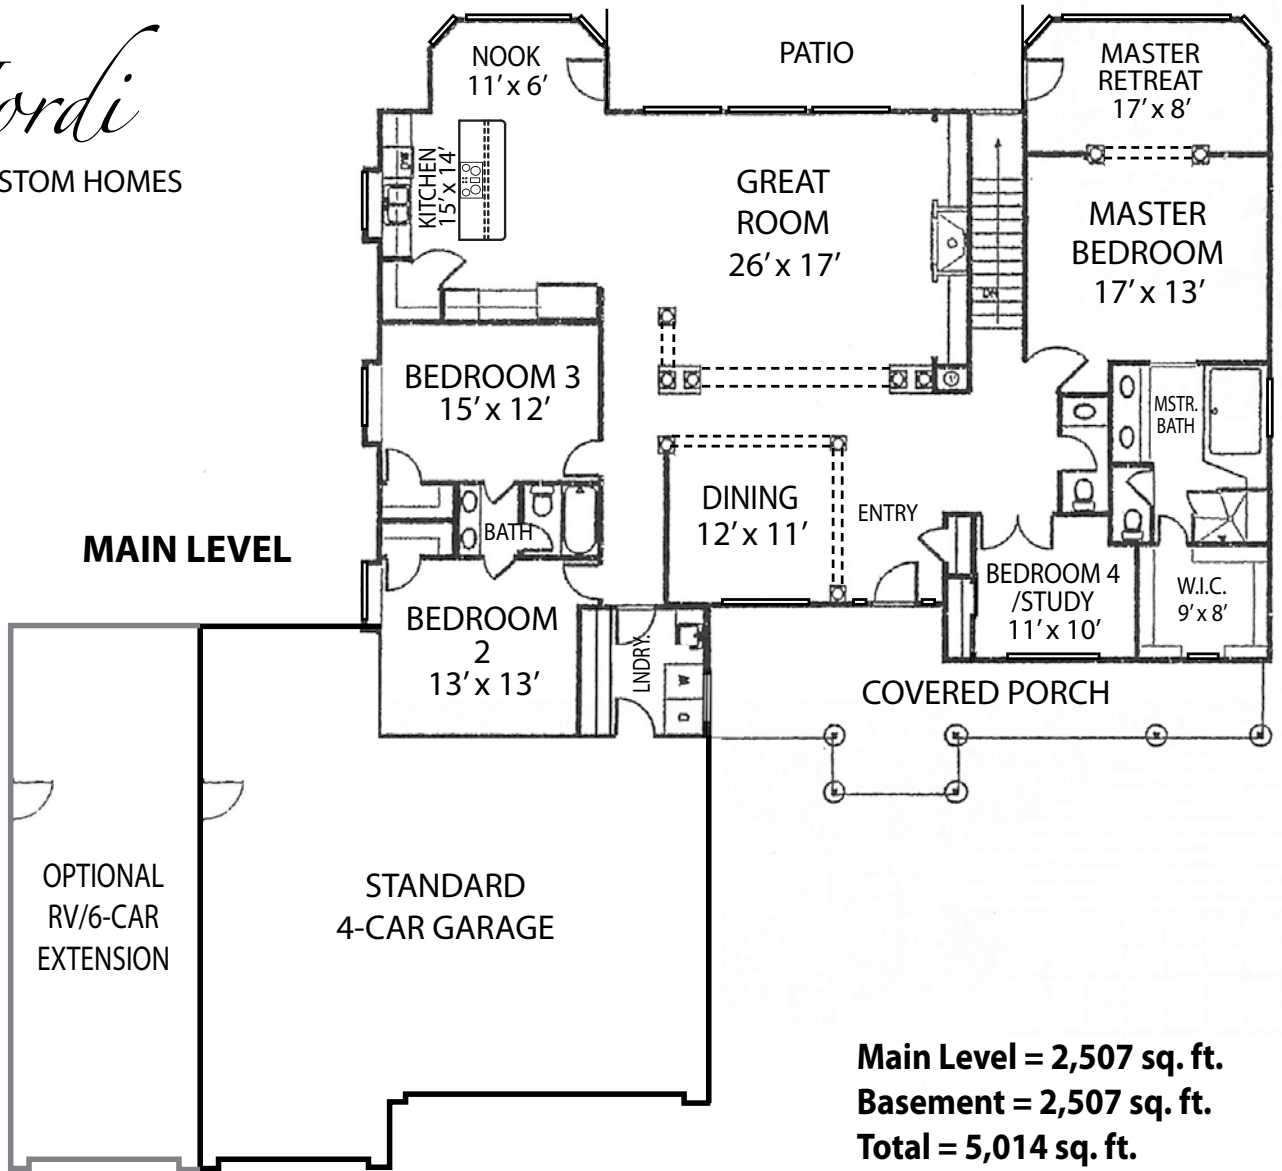 STOM HOMES
NOOK
11’ x 6’
PATIO
MASTER
RETREAT
17’ x 8’
KITCHEN
15’ x 14’
DW
GREAT
ROOM
26’ x 17’
DN
MASTER
BEDROOM
17’ x 13’
BEDROOM 3
15’ x 12’
MSTR.
BATH
BATH
DINING
12’ x 11’
ENTRY
MAIN LEVEL
BEDROOM
2
13’ x 13’
LNDRY.
W
D
BEDROOM 4
/STUDY
11’ x 10’
W.I.C.
9’ x 8’
COVERED PORCH
OPTIONAL
RV/6-CAR
EXTENSION
STANDARD
4-CAR GARAGE
Main Level = 2,507 sq. ft.
Basement = 2,507 sq. ft.
Total = 5,014 sq. ft.